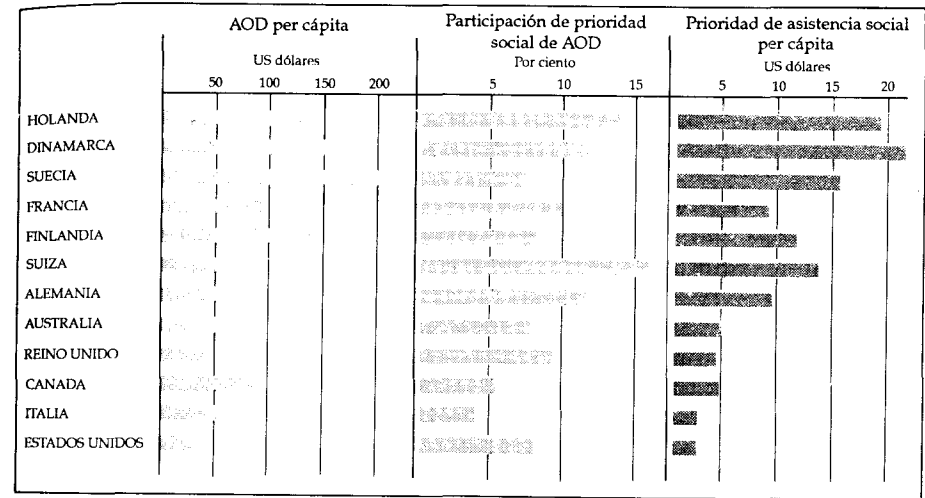 AOD per cápita
US dólares
50 100 150 200
Participación de prioridad
social de AOD
Por ciento
5 10 15
Prioridad de asistencia social
per cápita
US dólares
5 10 15 20
HOLANDA
DINAMARCA
SUECIA
FRANCIA
FINLANDIA
SUIZA
ALEMANIA
AUSTRALIA
REINO UNIDO
CANADA
ITALIA
ESTADOS UNIDOS